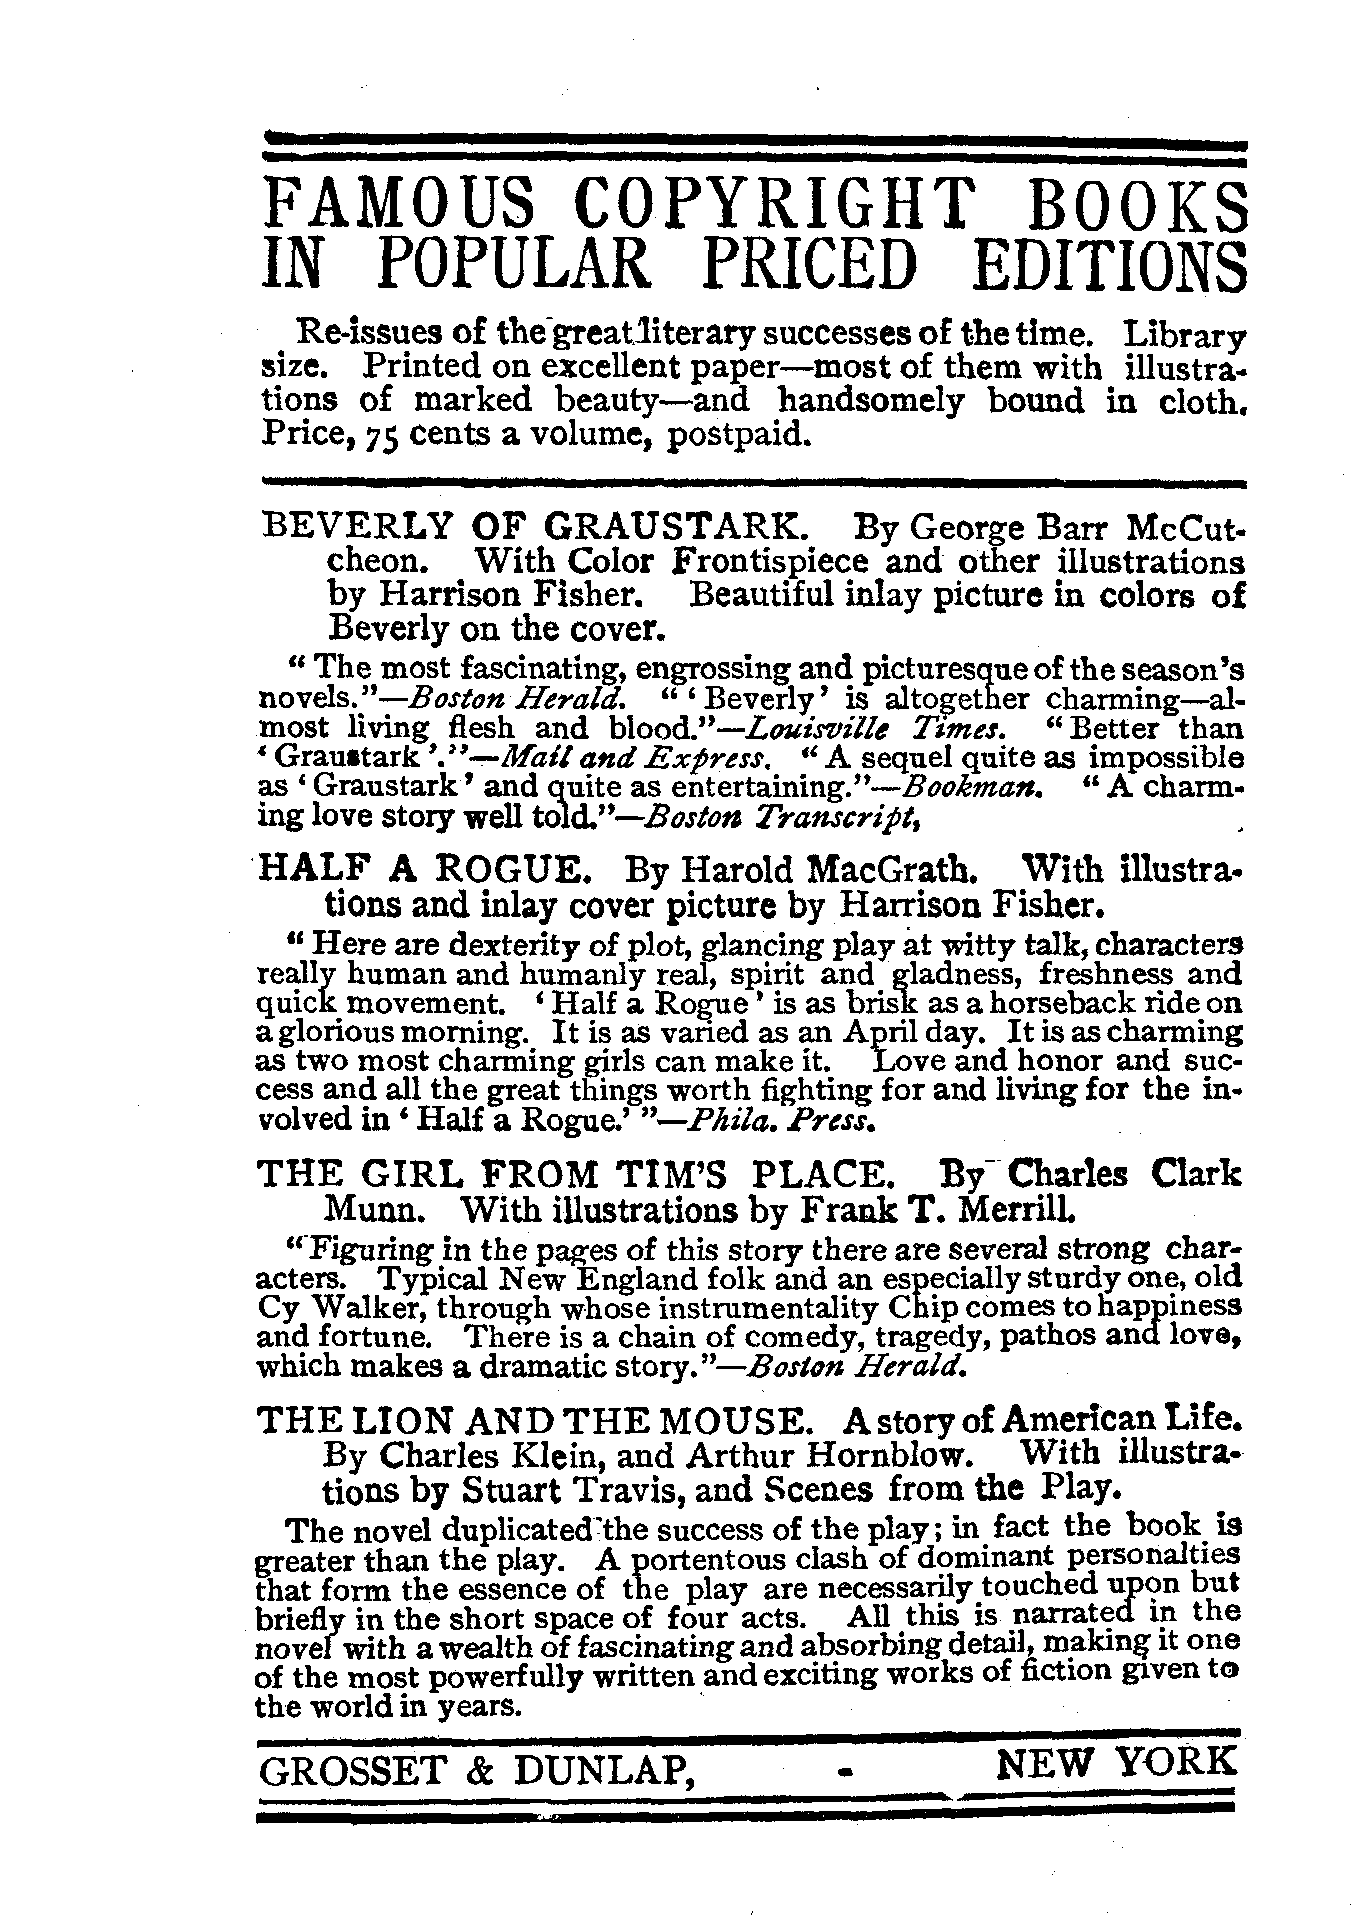 FAMOUS COPYRIGHT BOOKS
IN POPULAR PRICED EDITIONS
Re-issues of the great literary successes of the time. Library
size. Printed on excellent paper—most of them with illustra-
tions of marked beauty—and handsomely bound in cloth.
Price, 75 cents a volume, postpaid.
BEVERLY OF GRAUSTARK. By George Barr McCut-
cheon. With Color Frontispiece and other illustrations
by Harrison Fisher. Beautiful inlay picture in colors of
Beverly on the cover.
"The most fascinating, engrossing and picturesque of the season's
novels."—Boston Herald. "'Beverly' is altogether charming—al-
most living flesh and blood."—Louisville Times. "Better than
'Graustark'."—Mail and Express. "A sequel quite as impossible
as 'Graustark' and quite as entertaining."—Bookman. "A charm-
ing love story well told."—Boston Transcript,
HALF A ROGUE. By Harold MacGrath. With illustra-
tions and inlay cover picture by Harrison Fisher.
"Here are dexterity of plot, glancing play at witty talk, characters
really human and humanly real, spirit and gladness, freshness and
quick movement. 'Half a Rogue' is as brisk as a horseback ride on
a glorious morning. It is as varied as an April day. It is as charming
as two most charming girls can make it. Love and honor and suc-
cess and all the great things worth fighting for and living for the in-
volved in 'Half a Rogue.'"—Phila. Press.
THE GIRL FROM TIM'S PLACE. By Charles Clark
Munn. With illustrations by Frank T. Merrill.
"Figuring in the pages of this story there are several strong char-
acters. Typical New England folk and an especially sturdy one, old
Cy Walker, through whose instrumentality Chip comes to happiness
and fortune. There is a chain of comedy, tragedy, pathos and love,
which makes a dramatic story."—Boston Herald.
THE LION AND THE MOUSE. A story of American Life.
By Charles Klein, and Arthur Hornblow. With illustra-
tions by Stuart Travis, and Scenes from the Play.
The novel duplicated the success of the play; in fact the book is
greater than the play. A portentous clash of dominant personalties
that form the essence of the play are necessarily touched upon but
briefly in the short space of four acts. All this is narrated in the
novel with a wealth of fascinating and absorbing detail, making it one
of the most powerfully written and exciting works of fiction given to
the world in years.
GROSSET & DUNLAP, - NEW YORK